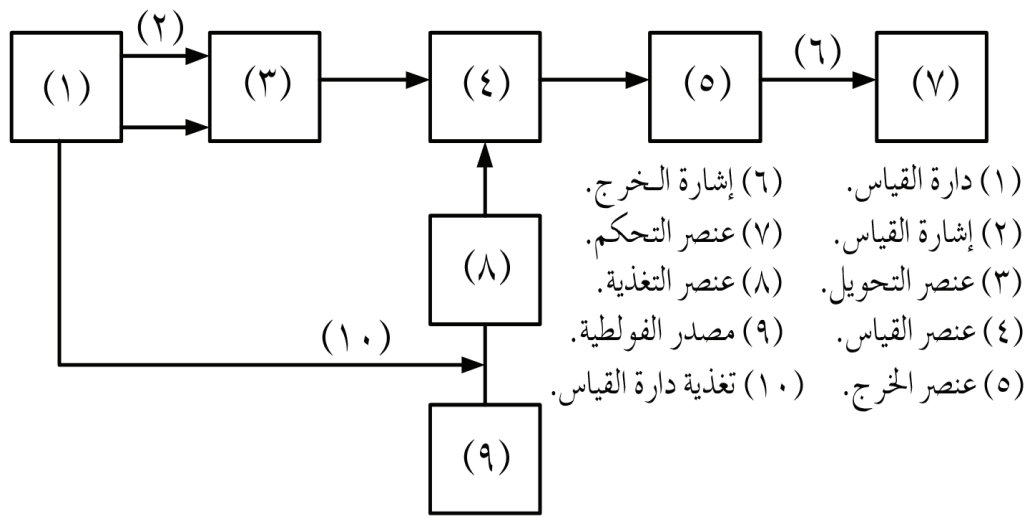 (١)
(٢)
(٣)
(٤)
(٥)
(٦)
(٧)
(٨)
(٩)
(١٠)
(١) دارة القياس.
(٢) إشارة القياس.
(٣) عنصر التحويل.
(٤) عنصر القياس.
(٥) عنصر الخرج.
(٦) إشارة الخرج.
(٧) عنصر التحكم.
(٨) عنصر التغذية.
(٩) مصدر الفولطية.
(١٠) تغذية دارة القياس.